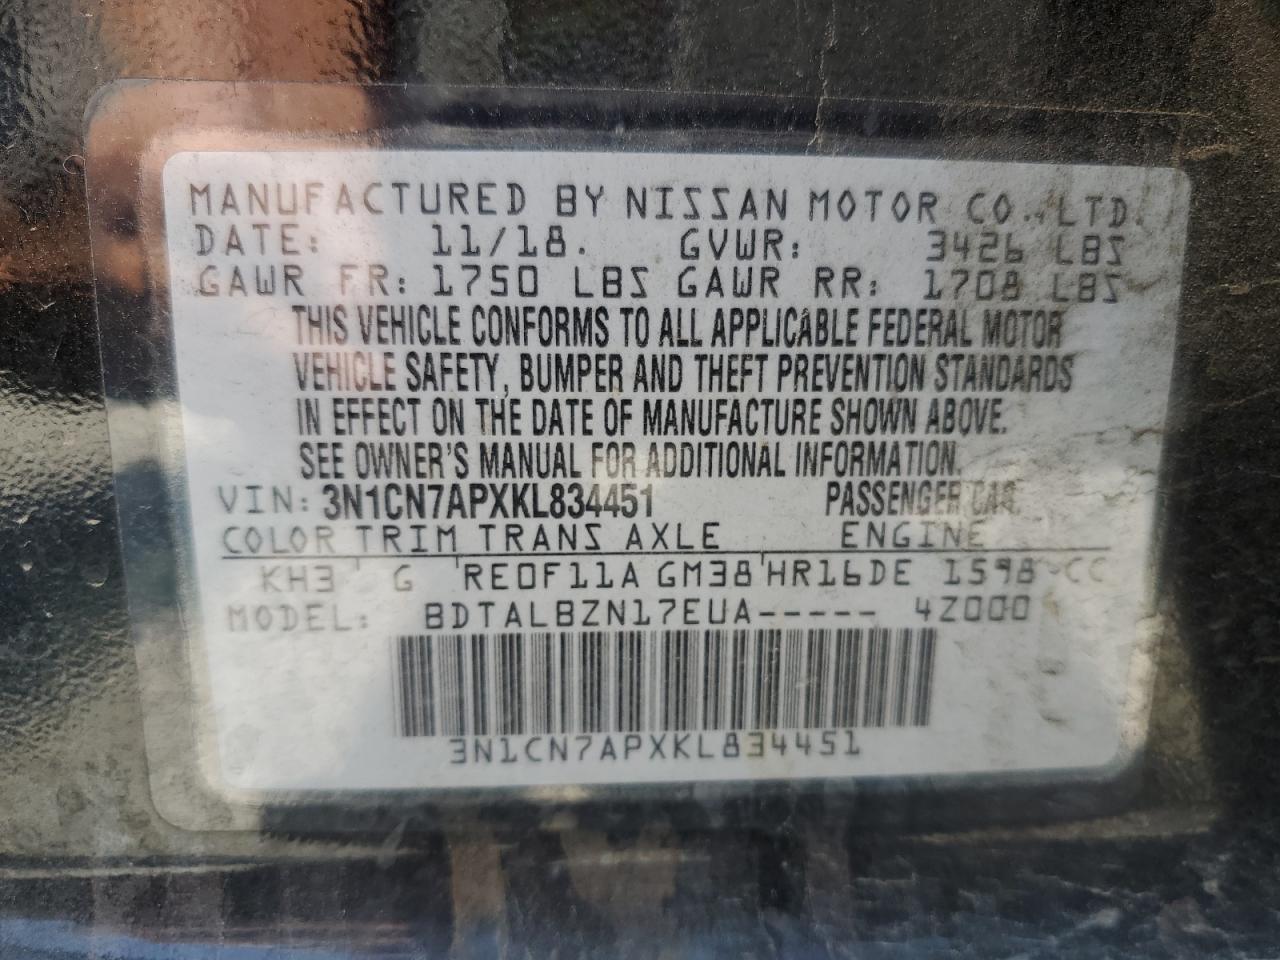 MANUFACTURED BY NISSAN MOTOR CO., LTD.
DATE: 11/18. GVWR: 3426 LBS
GAWR FR: 1750 LBS GAWR RR: 1708 LBS
THIS VEHICLE CONFORMS TO ALL APPLICABLE FEDERAL MOTOR
VEHICLE SAFETY, BUMPER AND THEFT PREVENTION STANDARDS
IN EFFECT ON THE DATE OF MANUFACTURE SHOWN ABOVE.
SEE OWNER'S MANUAL FOR ADDITIONAL INFORMATION.
VIN: 3N1CN7APXKL834451 PASSENGER CAR.
COLOR TRIM TRANS AXLE ENGINE
KH3 G RE0F11A GM38 HR16DE 1598 CC
MODEL: BDTALBZN17EUA----- 4Z000
3N1CN7APXKL834451